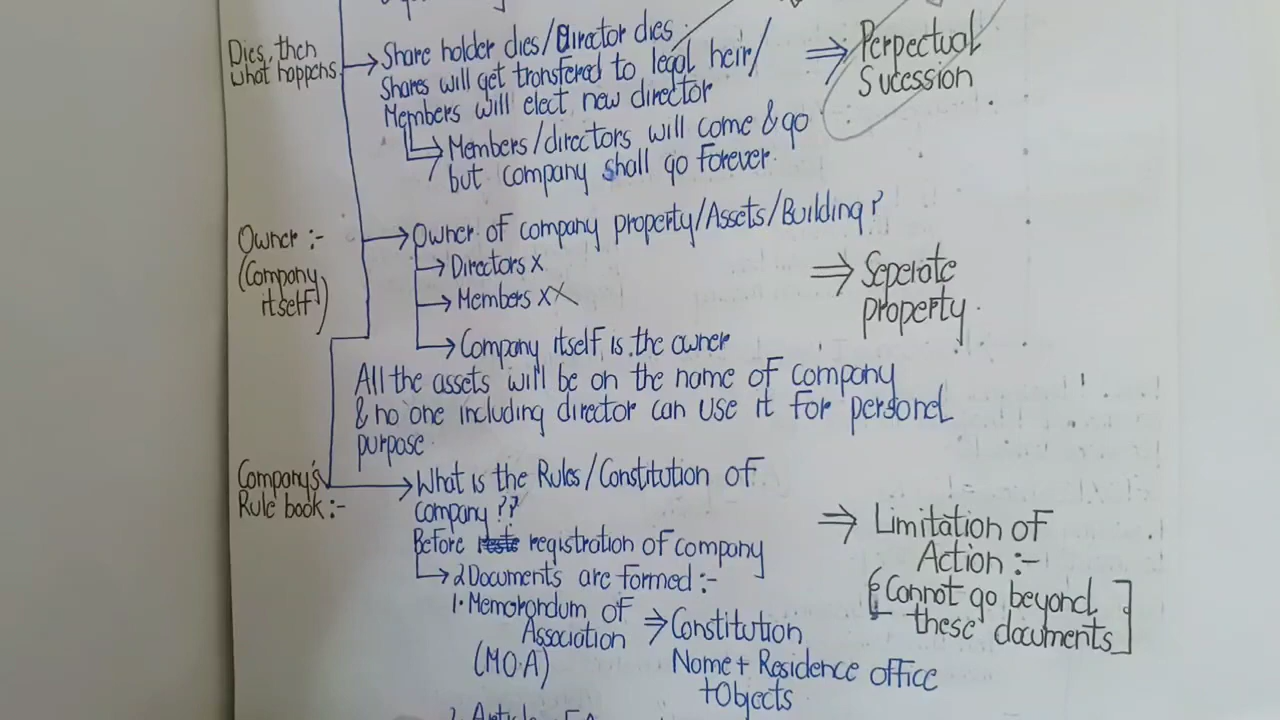 Dies, then
what happens
→ Share holder dies/Director dies.
Shares will get transferred to legal heir/
Members will elect new director
→ Members/directors will come & go
but company shall go forever.
⇒ Perpetual
Sucession
Owner :-
(Company
itself)
→ Owner of company property/Assets/Building?
→ Directors x
→ Members xx
→ Company itself is the owner
⇒ Seperate
property.
All the assets will be on the name of company
& no one including director can use it for personal
purpose.
Company's
Rule book :-
→ What is the Rules/Constitution of
company ??
Before registration of company
→ 2 Documents are formed :-
1. Memorandum of
Association
(M.O.A)
⇒ Constitution
Name + Residence office
+Objects
⇒ Limitation of
Action :-
Cannot go beyond
these documents